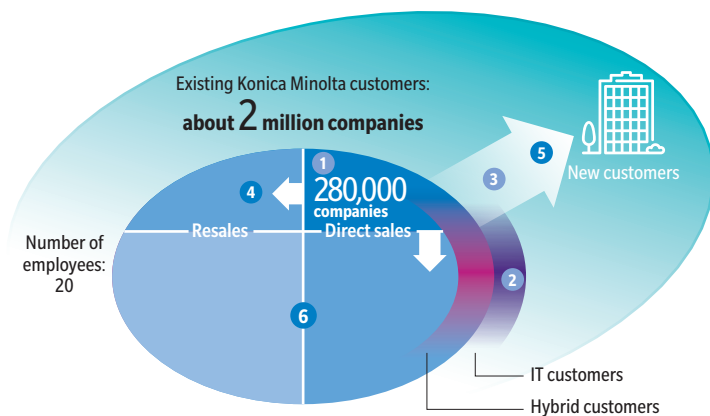 Existing Konica Minolta customers:
about 2 million companies
1
280,000
companies
4
3
5
New customers
Resales
Direct sales
Number of
employees:
20
2
6
IT customers
Hybrid customers